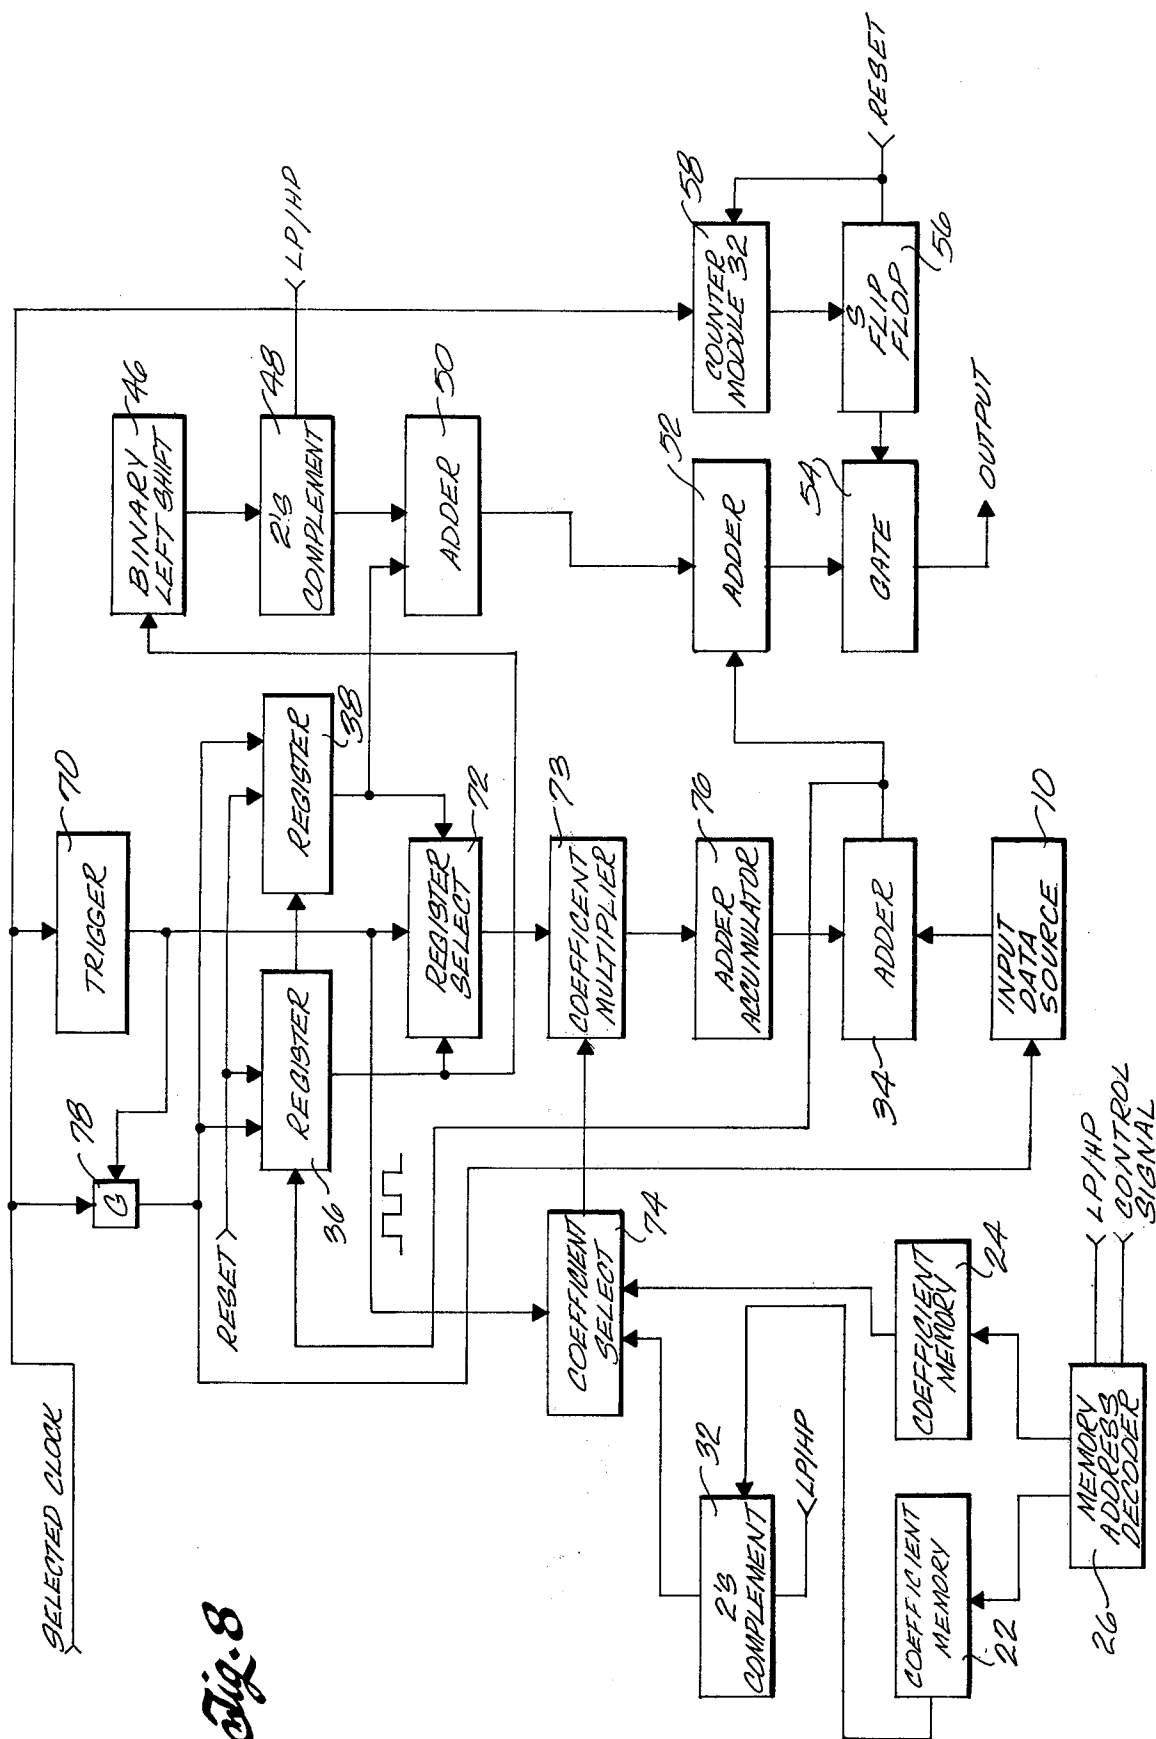 SELECTED CLOCK
78
G
TRIGGER
70
RESET
REGISTER
36
REGISTER
38
REGISTER
SELECT
72
BINARY
LEFT SHIFT
46
2'S
COMPLEMENT
48
LP/HP
ADDER
50
COEFFICIENT
SELECT
74
COEFFICIENT
MULTIPLIER
73
ADDER
ACCUMULATOR
76
ADDER
52
COUNTER
MODULE 32
58
2'S
COMPLEMENT
32
LP/HP
ADDER
34
GATE
54
S
FLIP
FLOP
56
RESET
OUTPUT
COEFFICIENT
MEMORY
22
COEFFICIENT
MEMORY
24
INPUT
DATA
SOURCE
10
MEMORY
ADDRESS
DECODER
26
LP/HP
CONTROL
SIGNAL
Fig. 8